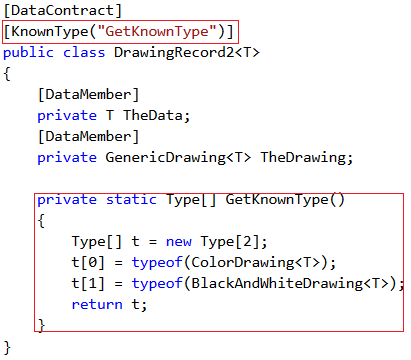 [DataContract]
[KnownType("GetKnownType")]
public class DrawingRecord2<T>
{
    [DataMember]
    private T TheData;
    [DataMember]
    private GenericDrawing<T> TheDrawing;

    private static Type[] GetKnownType()
    {
        Type[] t = new Type[2];
        t[0] = typeof(ColorDrawing<T>);
        t[1] = typeof(BlackAndWhiteDrawing<T>);
        return t;
    }
}